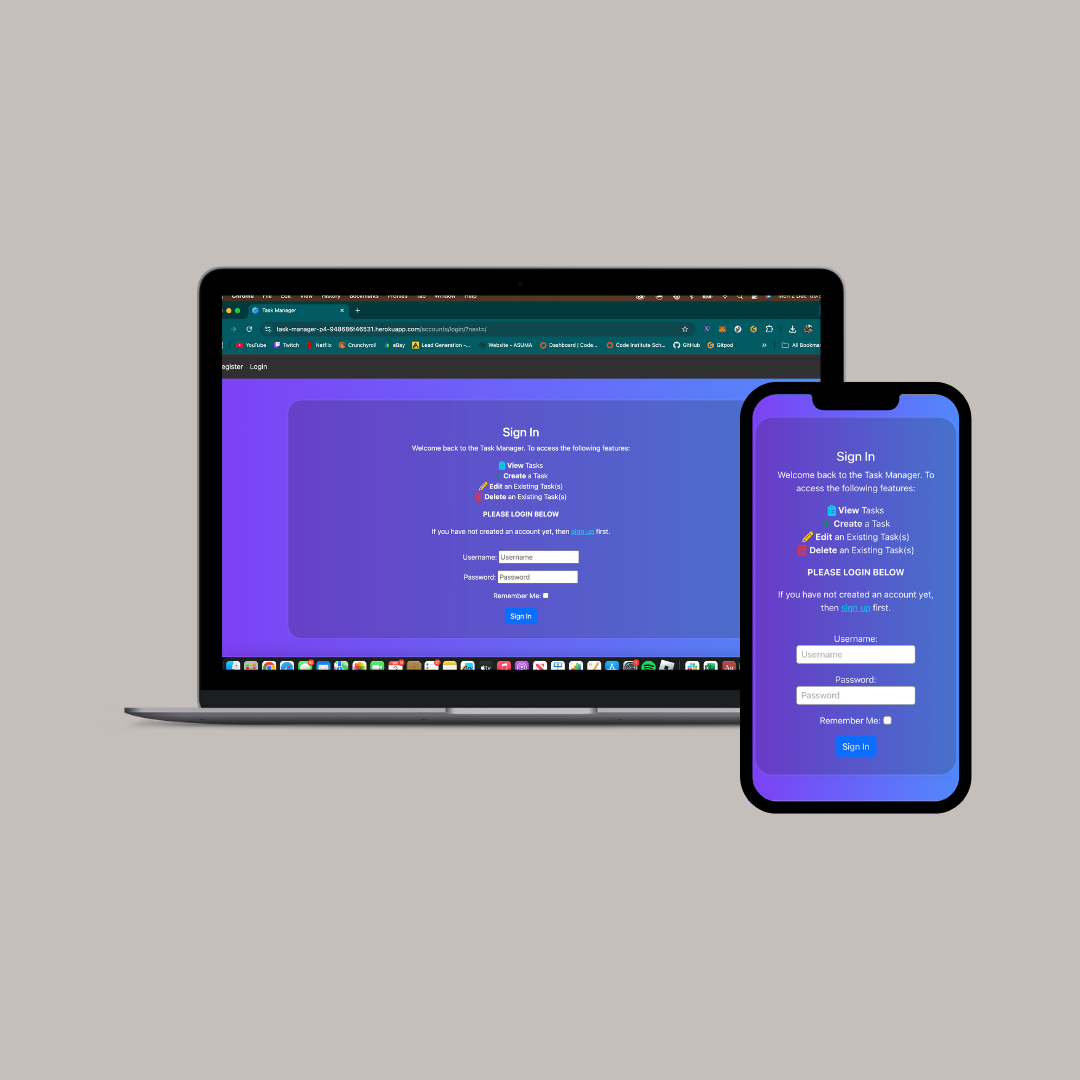 Chrome File Edit View History Bookmarks Profiles Tab Window Help
Mon 2 Dec
Task Manager
task-manager-p4-948686f46531.herokuapp.com/accounts/login/?next=/
YouTube Twitch Netflix Crunchyroll eBay Lead Generation -... Website - ASUMA Dashboard | Code... Code Institute Sch... GitHub Gitpod » All Bookma
egister Login
Sign In
Welcome back to the Task Manager. To access the following features:
View Tasks
Create a Task
Edit an Existing Task(s)
Delete an Existing Task(s)
PLEASE LOGIN BELOW
If you have not created an account yet, then sign up first.
Username: Username
Password: Password
Remember Me:
Sign In
Sign In
Welcome back to the Task Manager. To
access the following features:
View Tasks
Create a Task
Edit an Existing Task(s)
Delete an Existing Task(s)
PLEASE LOGIN BELOW
If you have not created an account yet,
then sign up first.
Username:
Username
Password:
Password
Remember Me:
Sign In